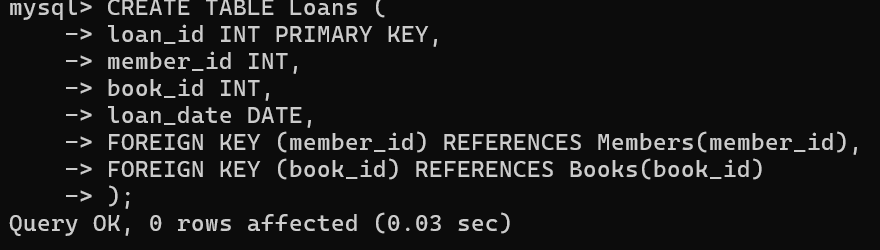 mysql> CREATE TABLE Loans (
    -> loan_id INT PRIMARY KEY,
    -> member_id INT,
    -> book_id INT,
    -> loan_date DATE,
    -> FOREIGN KEY (member_id) REFERENCES Members(member_id),
    -> FOREIGN KEY (book_id) REFERENCES Books(book_id)
    -> );
Query OK, 0 rows affected (0.03 sec)